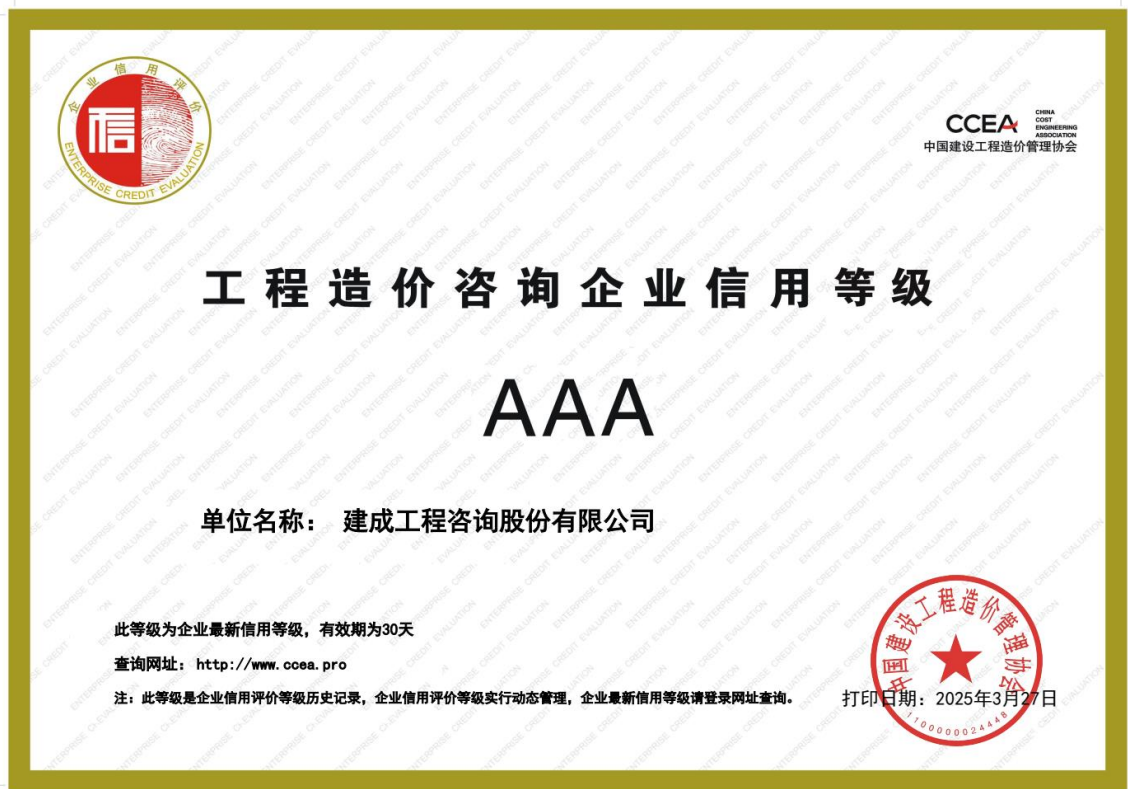 企业信用评价
信
ENTERPRISE CREDIT EVALUATION
CCEA
CHINA
COST
ENGINEERING
ASSOCIATION
中国建设工程造价管理协会
工程造价咨询企业信用等级
AAA
单位名称： 建成工程咨询股份有限公司
此等级为企业最新信用等级，有效期为30天
查询网址：http://www.ccea.pro
注：此等级是企业信用评价等级历史记录，企业信用评价等级实行动态管理，企业最新信用等级请登录网址查询。
打印日期：2025年3月27日
中国建设工程造价管理协会
1100000024448